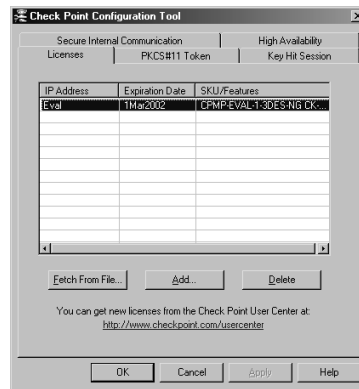 Check Point Configuration Tool
Secure Internal Communication High Availability
Licenses PKCS#11 Token Key Hit Session
IP Address Expiration Date SKU/Features
Eval 1Mar2002 CPMP-EVAL-1-3DES-NG CK-...
Fetch From File... Add... Delete
You can get new licenses from the Check Point User Center at:
http://www.checkpoint.com/usercenter
OK Cancel Apply Help